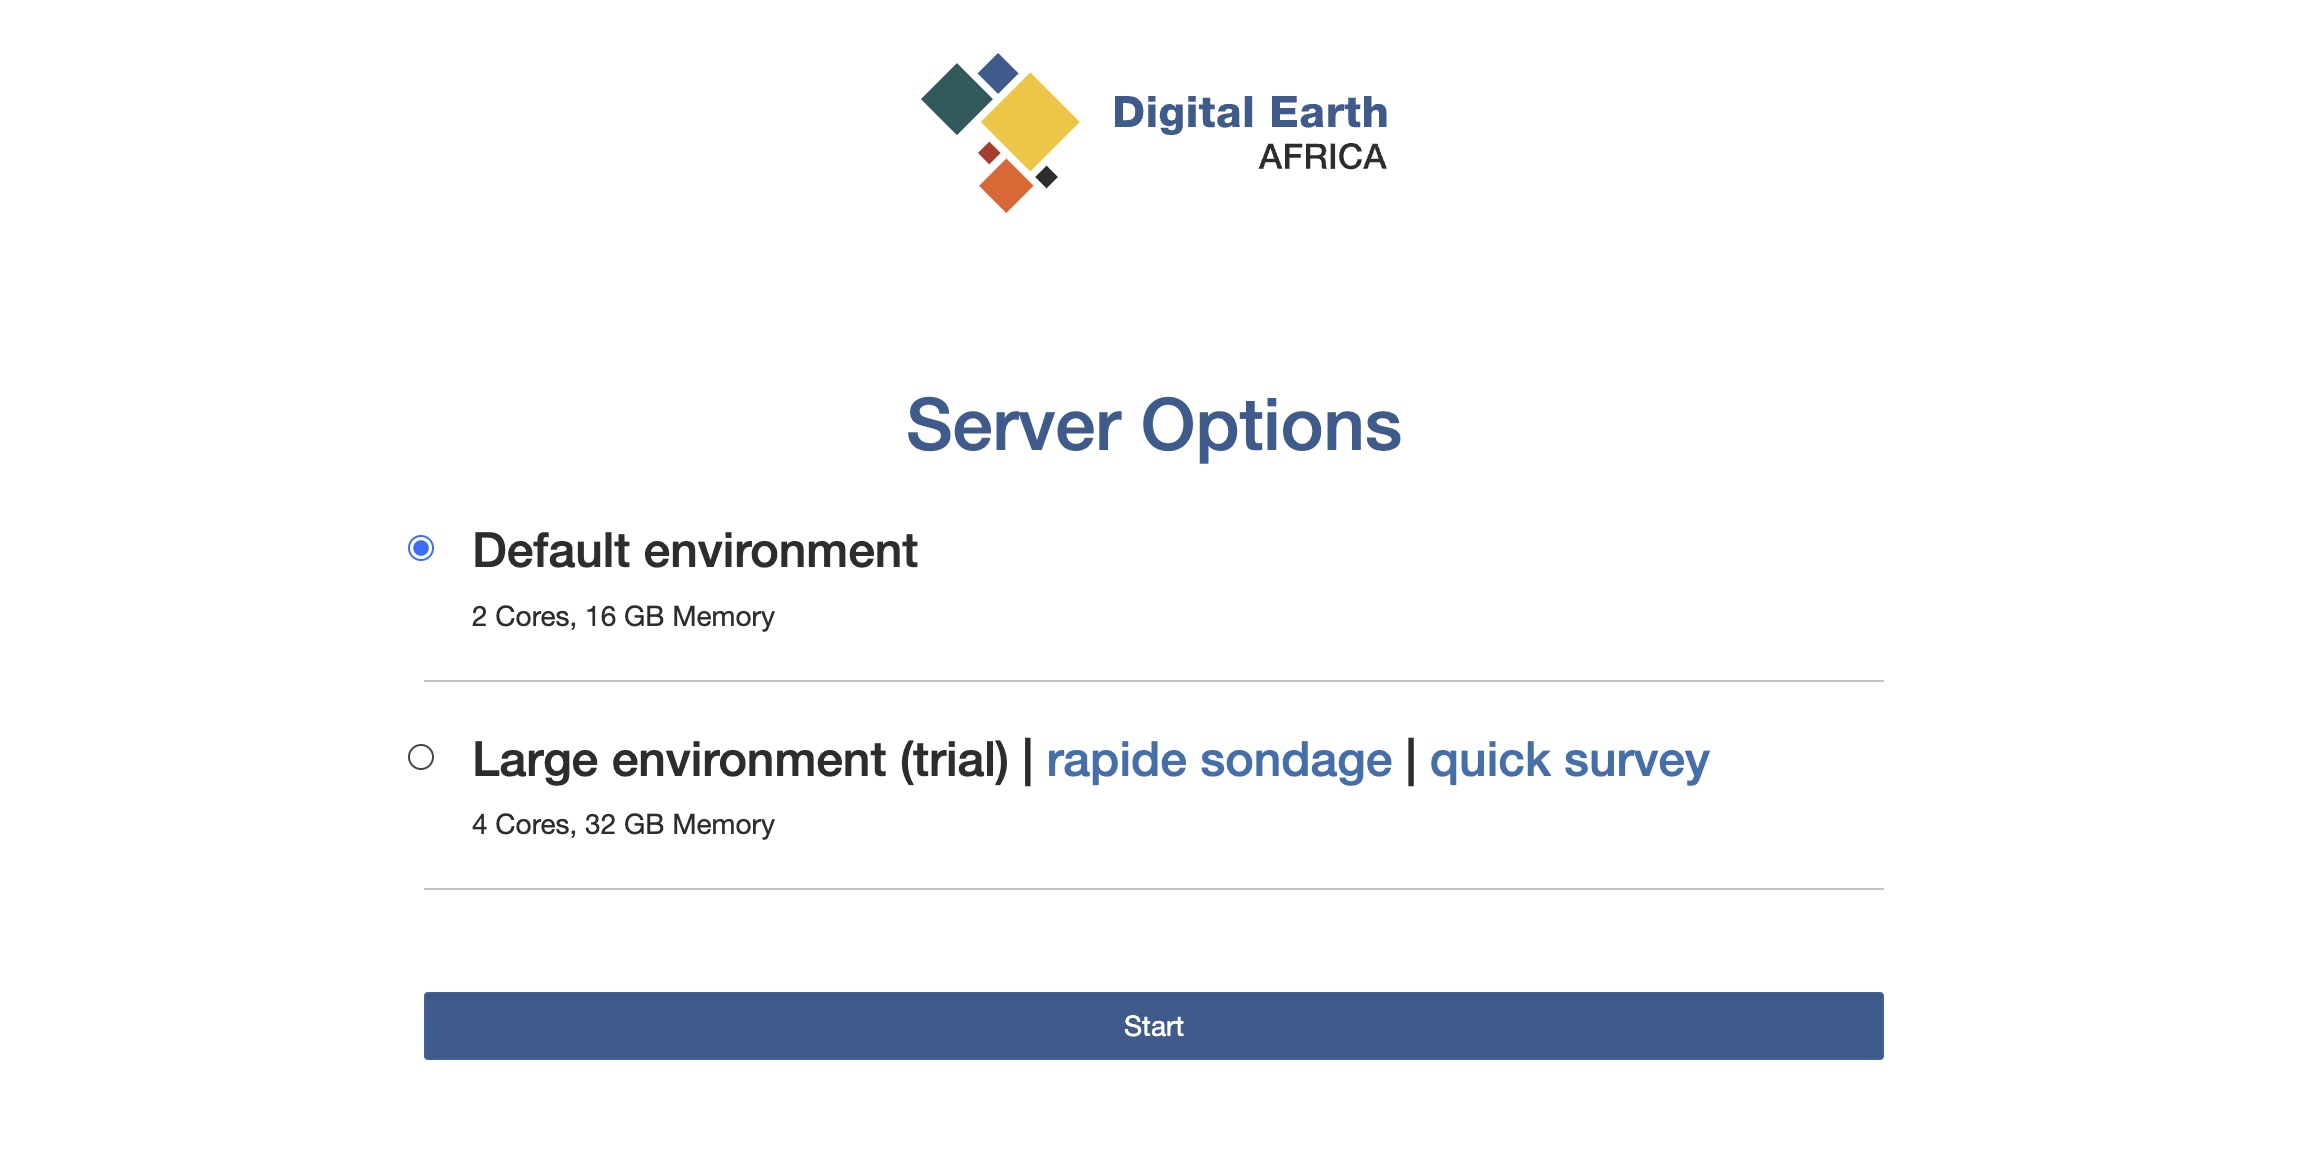 Digital Earth
AFRICA
Server Options
Default environment
2 Cores, 16 GB Memory
Large environment (trial) | rapide sondage | quick survey
4 Cores, 32 GB Memory
Start